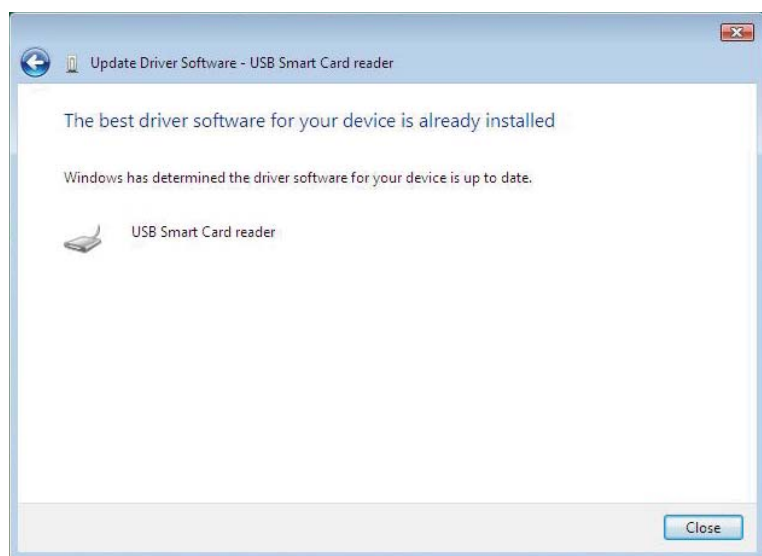 Update Driver Software - USB Smart Card reader
The best driver software for your device is already installed
Windows has determined the driver software for your device is up to date.
USB Smart Card reader
Close